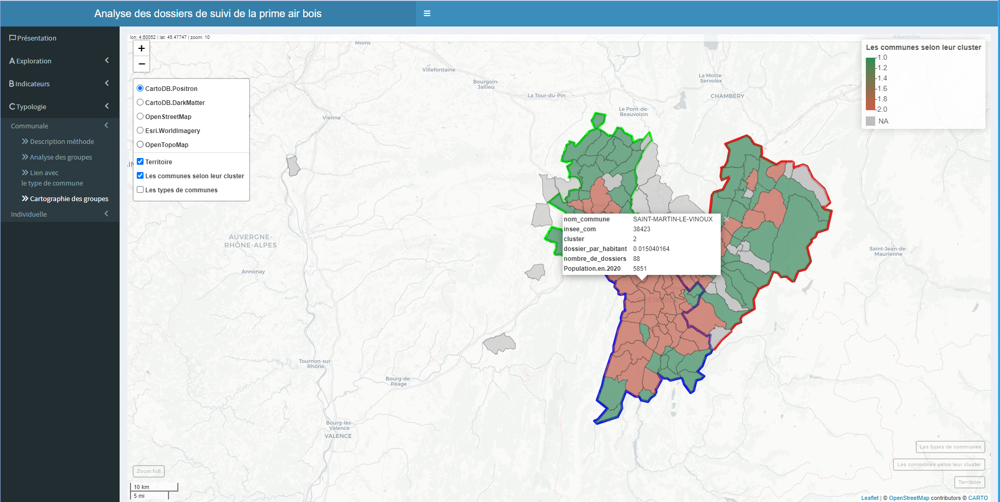 Analyse des dossiers de suivi de la prime air bois
Présentation
A Exploration
B Indicateurs
C Typologie
Communale
Description méthode
Analyse des groupes
Lien avec
le type de commune
Cartographie des groupes
Individuelle
lon: 4.60052 | lat: 45.47747 | zoom: 10
+
−
CartoDB.Positron
CartoDB.DarkMatter
OpenStreetMap
Esri.WorldImagery
OpenTopoMap
Territoire
Les communes selon leur cluster
Les types de communes
Mions
Villefontaine
Bourgoin-
Jallieu
La Tour-du-Pin
Vienne
Le Pont-de-
Beauvoisin
La Motte-
Servolex
CHAMBÉRY
Albertville
Les communes selon leur cluster
1.0
1.2
1.4
1.6
1.8
2.0
NA
AUVERGNE-
RHÔNE-ALPES
Annonay
Saint-Jean-de-
Maurienne
nom_commune SAINT-MARTIN-LE-VINOUX
insee_com 38423
cluster 2
dossier_par_habitant 0.015040164
nombre_de_dossiers 88
Population.en.2020 5851
×
GRENOBLE
Tournon-sur-
Rhône
Bourg-de-
Péage
Bourg-lès-
Valence
VALENCE
Zoom full
10 km
5 mi
Les types de communes
Les communes selon leur cluster
Territoire
Leaflet | © OpenStreetMap contributors © CARTO